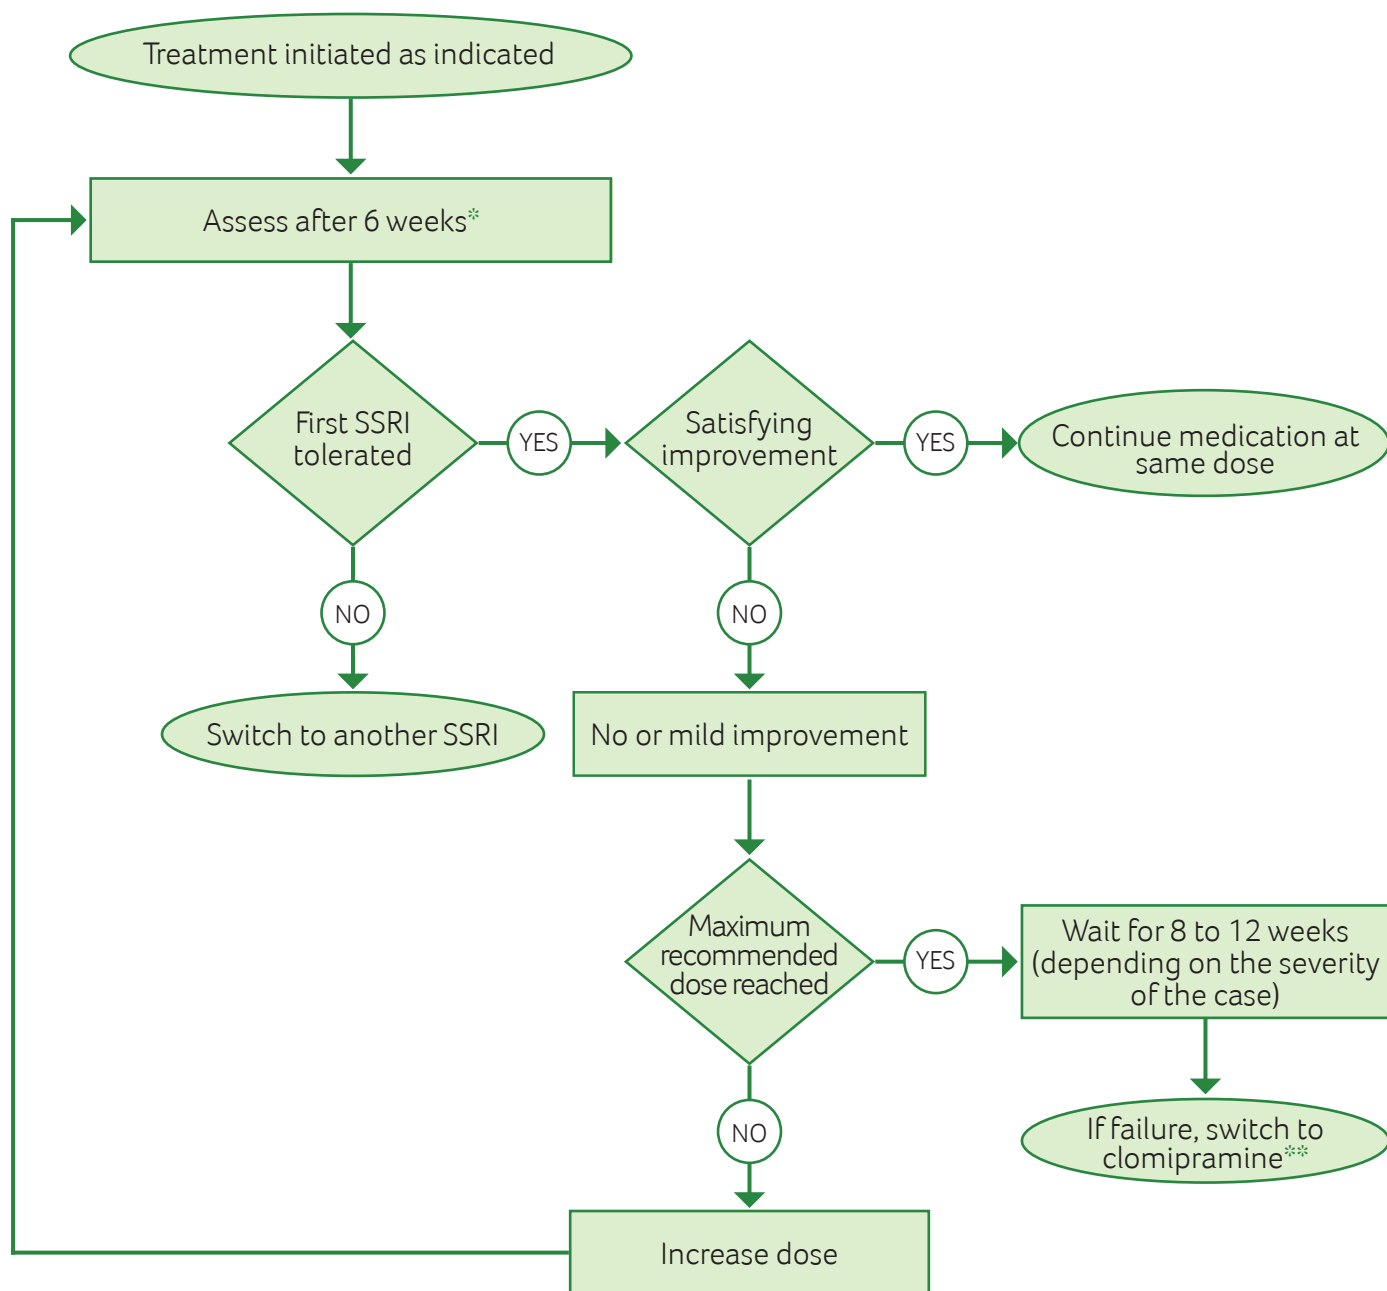 Treatment initiated as indicated
Assess after 6 weeks*
First SSRI
tolerated
YES
Satisfying
improvement
YES
Continue medication at
same dose
NO
NO
Switch to another SSRI
No or mild improvement
Maximum
recommended
dose reached
YES
Wait for 8 to 12 weeks
(depending on the severity
of the case)
NO
If failure, switch to
clomipramine**
Increase dose